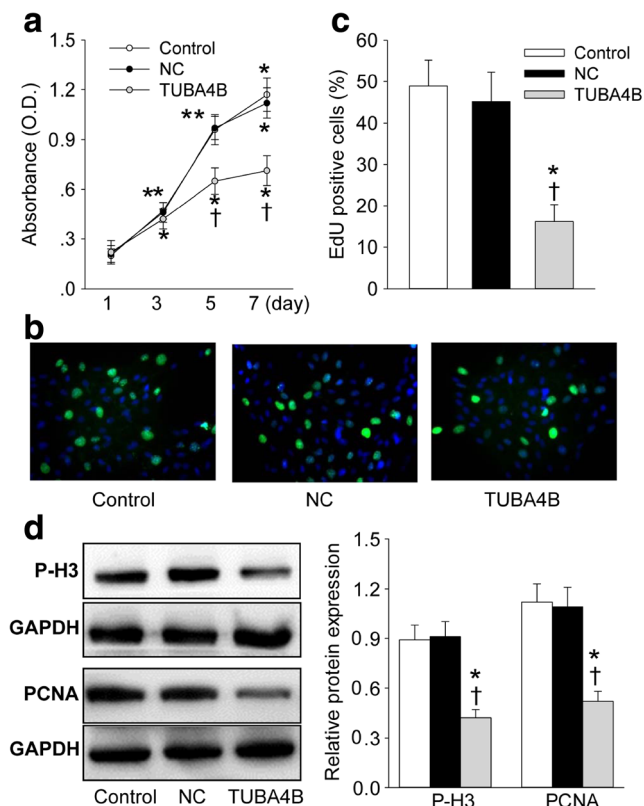 a
1.5
1.2
0.9
.6
.3
.0
Absorbance (O.D.)
Control
NC
TUBA4B
*
**
*
**
*
*
†
*
†
1 3 5 7 (day)
c
60
50
40
30
20
10
0
EdU positive cells (%)
Control
NC
TUBA4B
*
†
b
Control NC TUBA4B
d
P-H3
GAPDH
PCNA
GAPDH
Control NC TUBA4B
1.5
1.2
0.9
0.6
0.3
0.0
Relative protein expression
*
†
*
†
P-H3 PCNA